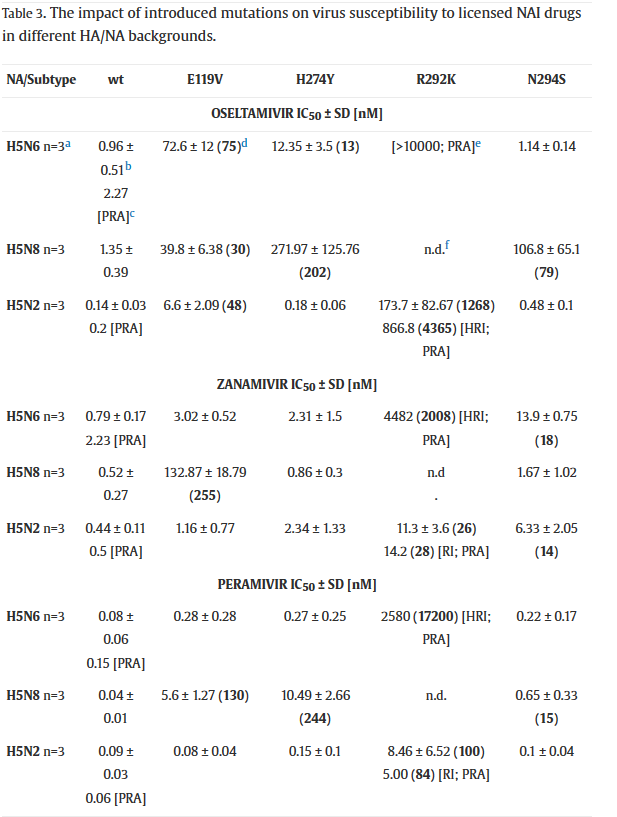 Table 3. The impact of introduced mutations on virus susceptibility to licensed NAI drugs
in different HA/NA backgrounds.
NA/Subtype wt E119V H274Y R292K N294S
OSELTAMIVIR IC50 ± SD [nM]
H5N6 n=3a 0.96 ± 72.6 ± 12 (75)d 12.35 ± 3.5 (13) [>10000; PRA]e 1.14 ± 0.14
0.51b
2.27
[PRA]c
H5N8 n=3 1.35 ± 39.8 ± 6.38 (30) 271.97 ± 125.76 n.d.f 106.8 ± 65.1
0.39 (202) (79)
H5N2 n=3 0.14 ± 0.03 6.6 ± 2.09 (48) 0.18 ± 0.06 173.7 ± 82.67 (1268) 0.48 ± 0.1
0.2 [PRA] 866.8 (4365) [HRI;
PRA]
ZANAMIVIR IC50 ± SD [nM]
H5N6 n=3 0.79 ± 0.17 3.02 ± 0.52 2.31 ± 1.5 4482 (2008) [HRI; 13.9 ± 0.75
2.23 [PRA] PRA] (18)
H5N8 n=3 0.52 ± 132.87 ± 18.79 0.86 ± 0.3 n.d 1.67 ± 1.02
0.27 (255) .
H5N2 n=3 0.44 ± 0.11 1.16 ± 0.77 2.34 ± 1.33 11.3 ± 3.6 (26) 6.33 ± 2.05
0.5 [PRA] 14.2 (28) [RI; PRA] (14)
PERAMIVIR IC50 ± SD [nM]
H5N6 n=3 0.08 ± 0.28 ± 0.28 0.27 ± 0.25 2580 (17200) [HRI; 0.22 ± 0.17
0.06 PRA]
0.15 [PRA]
H5N8 n=3 0.04 ± 5.6 ± 1.27 (130) 10.49 ± 2.66 n.d. 0.65 ± 0.33
0.01 (244) (15)
H5N2 n=3 0.09 ± 0.08 ± 0.04 0.15 ± 0.1 8.46 ± 6.52 (100) 0.1 ± 0.04
0.03 5.00 (84) [RI; PRA]
0.06 [PRA]